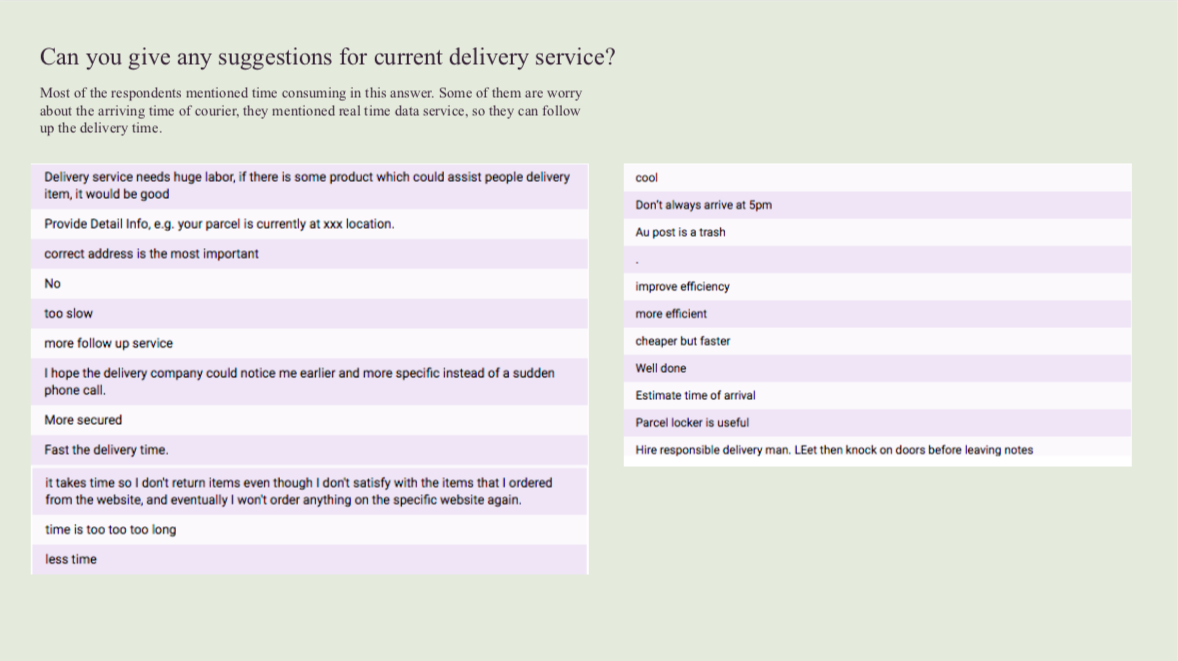 Can you give any suggestions for current delivery service?
Most of the respondents mentioned time consuming in this answer. Some of them are worry
about the arriving time of courier, they mentioned real time data service, so they can follow
up the delivery time.
Delivery service needs huge labor, if there is some product which could assist people delivery
item, it would be good
Provide Detail Info, e.g. your parcel is currently at xxx location.
correct address is the most important
No
too slow
more follow up service
I hope the delivery company could notice me earlier and more specific instead of a sudden
phone call.
More secured
Fast the delivery time.
it takes time so I don't return items even though I don't satisfy with the items that I ordered
from the website, and eventually I won't order anything on the specific website again.
time is too too too long
less time
cool
Don't always arrive at 5pm
Au post is a trash
.
improve efficiency
more efficient
cheaper but faster
Well done
Estimate time of arrival
Parcel locker is useful
Hire responsible delivery man. LEet then knock on doors before leaving notes